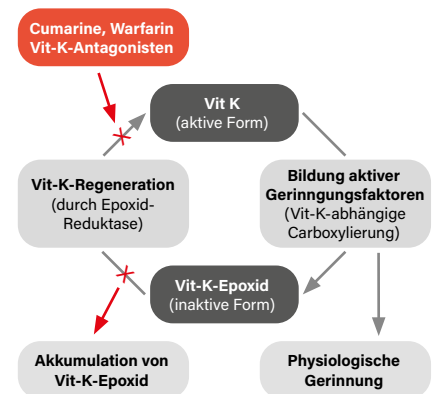 Cumarine, Warfarin
Vit-K-Antagonisten
Vit K
(aktive Form)
Vit-K-Regeneration
(durch Epoxid-
Reduktase)
Bildung aktiver
Gerinngungsfaktoren
(Vit-K-abhängige
Carboxylierung)
Vit-K-Epoxid
(inaktive Form)
Akkumulation von
Vit-K-Epoxid
Physiologische
Gerinnung